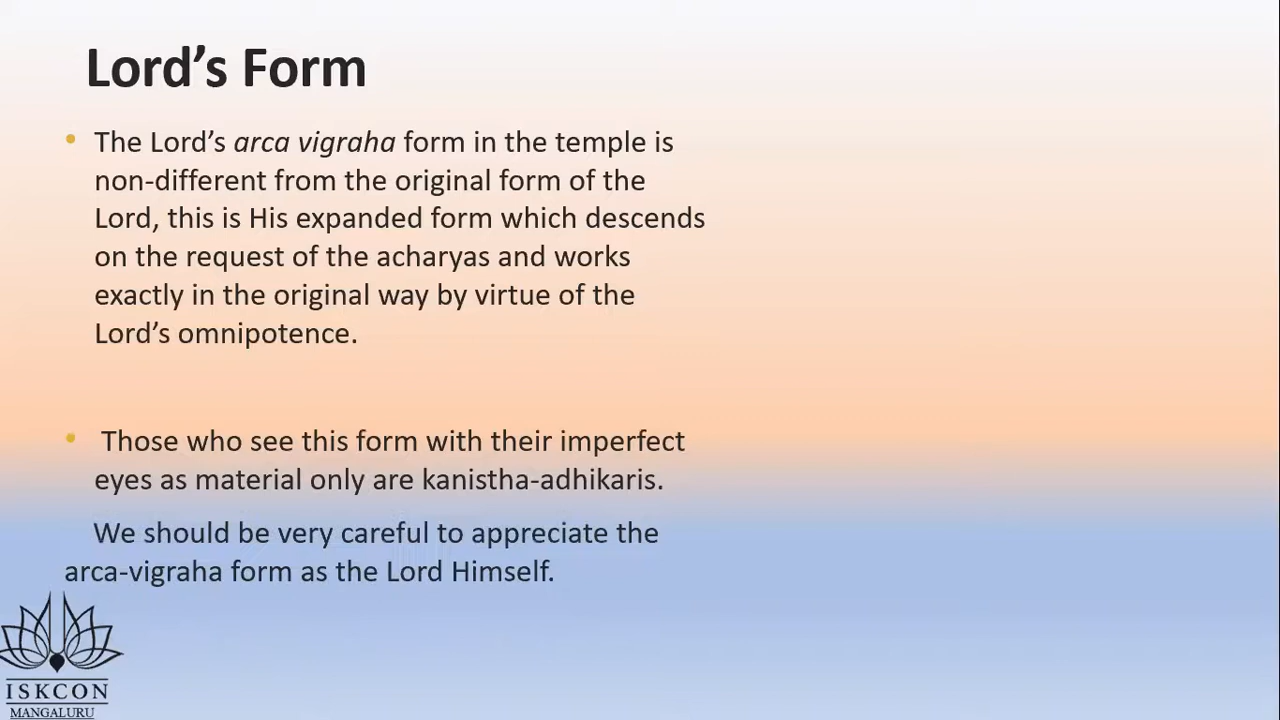 Lord’s Form
• The Lord’s arca vigraha form in the temple is
non-different from the original form of the
Lord, this is His expanded form which descends
on the request of the acharyas and works
exactly in the original way by virtue of the
Lord’s omnipotence.
• Those who see this form with their imperfect
eyes as material only are kanistha-adhikaris.
We should be very careful to appreciate the
arca-vigraha form as the Lord Himself.
ISKCON
MANGALURU